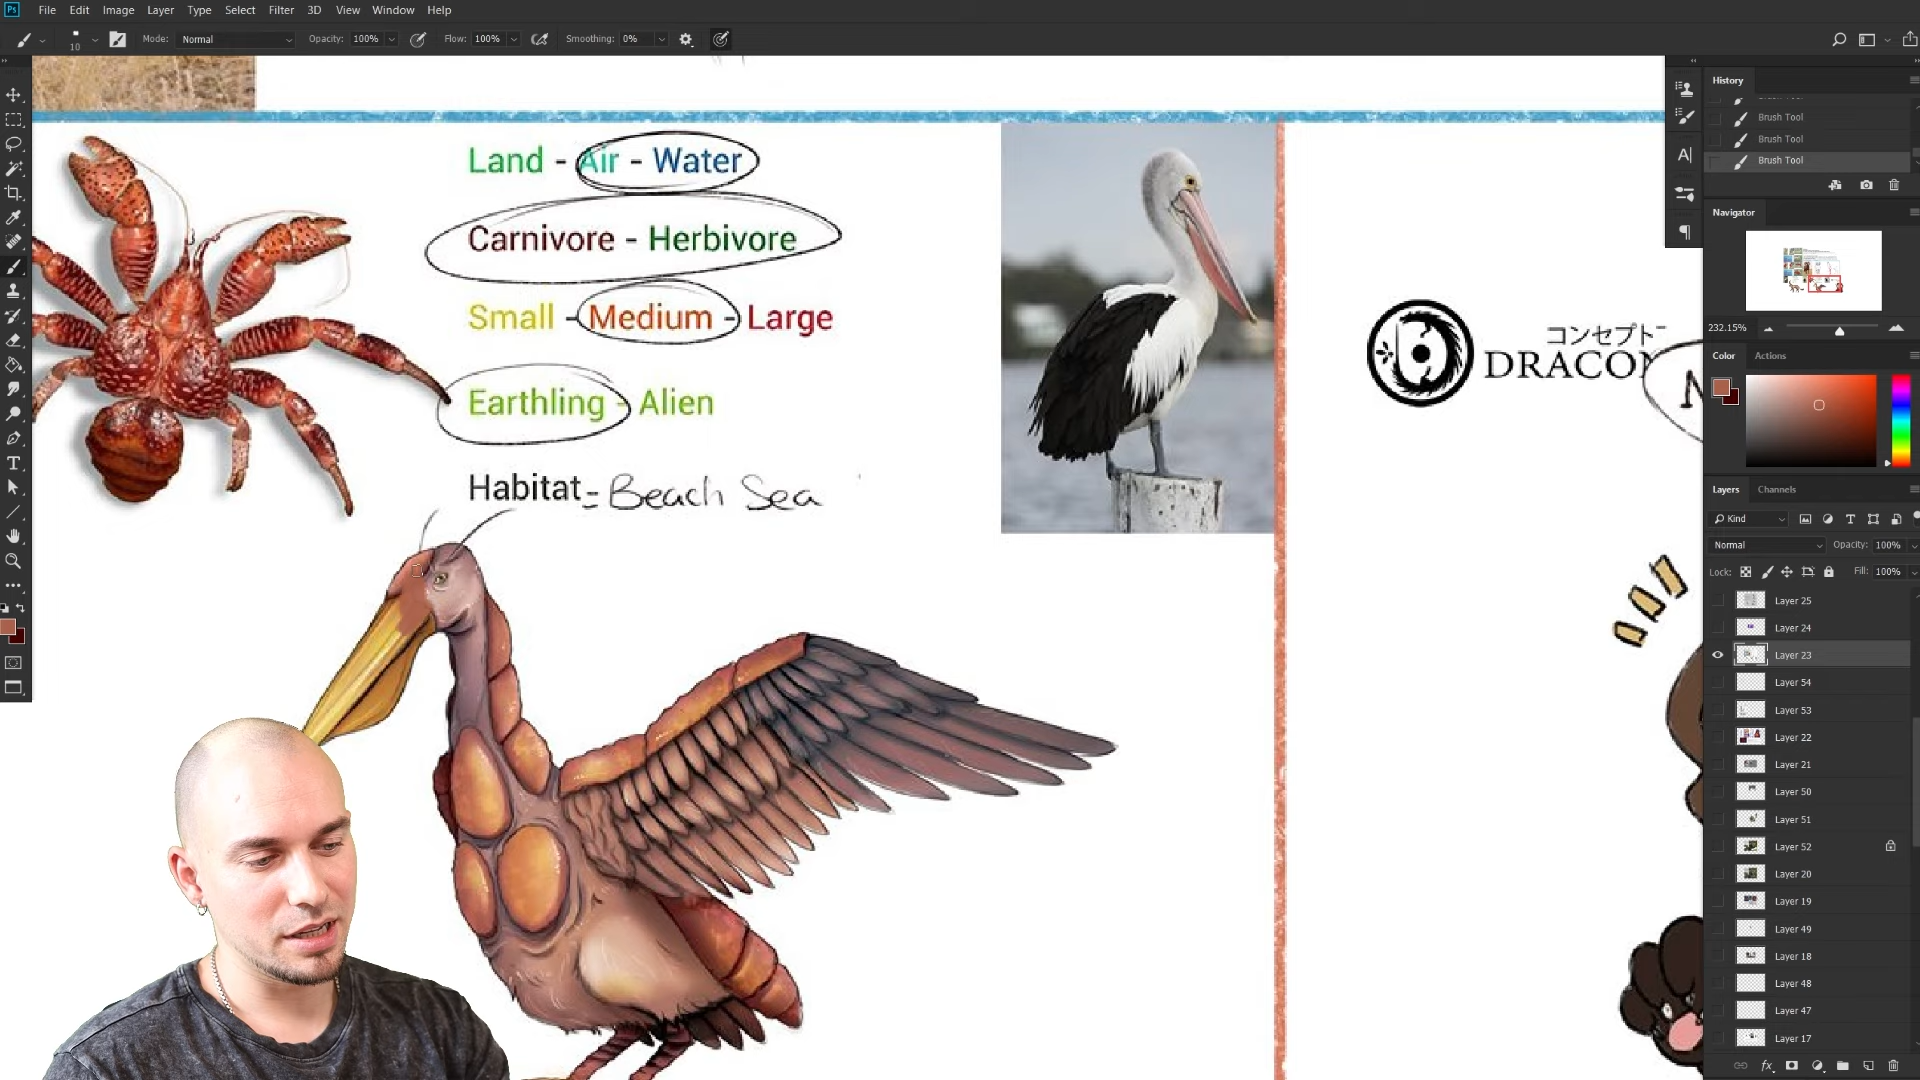 Ps File Edit Image Layer Type Select Filter 3D View Window Help
10 Mode: Normal Opacity: 100% Flow: 100% Smoothing: 0%
History
Brush Tool
Brush Tool
Brush Tool
Navigator
232.15%
Color Actions
Layers Channels
Kind
Normal Opacity: 100%
Lock: Fill: 100%
Layer 25
Layer 24
Layer 23
Layer 54
Layer 53
Layer 22
Layer 21
Layer 50
Layer 51
Layer 52
Layer 20
Layer 19
Layer 49
Layer 18
Layer 48
Layer 47
Layer 17
fx
Land - Air - Water
Carnivore - Herbivore
Small - Medium - Large
Earthling - Alien
Habitat = Beach Sea
コンセプト
DRACON